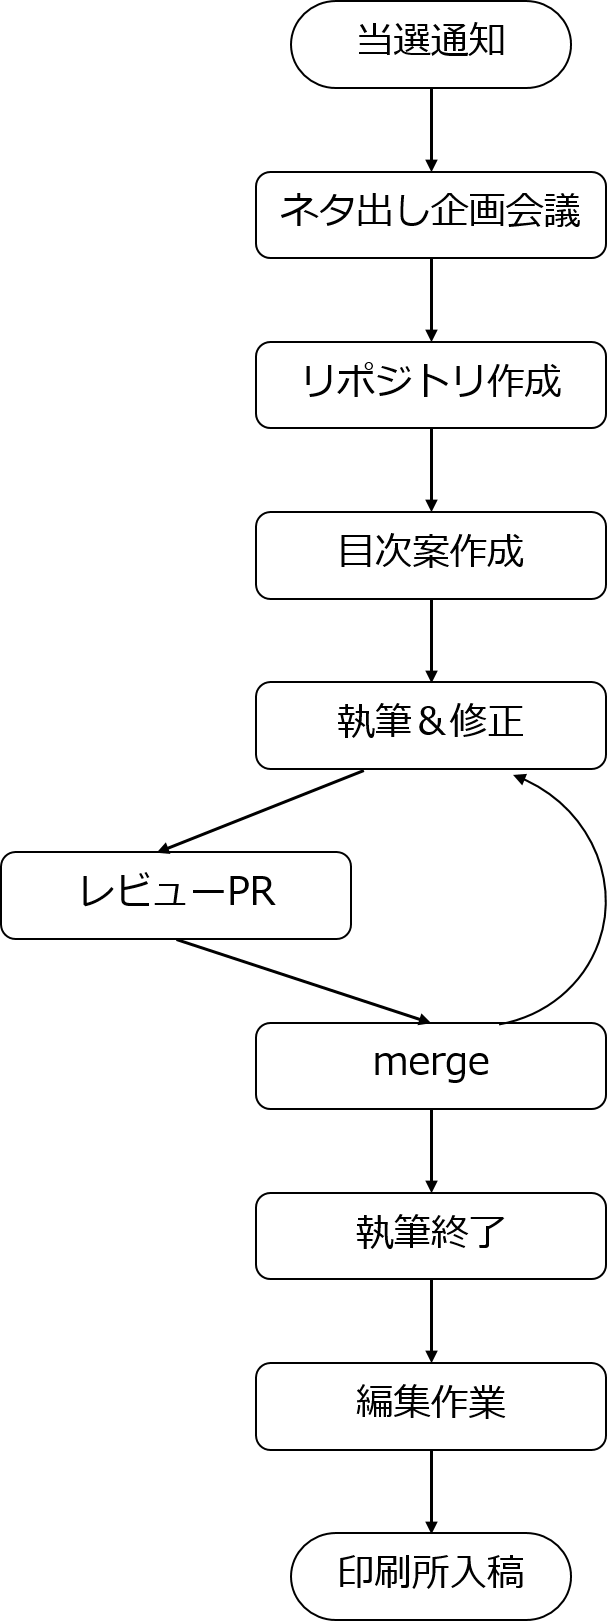 当選通知
ネタ出し企画会議
リポジトリ作成
目次案作成
執筆＆修正
レビューPR
merge
執筆終了
編集作業
印刷所入稿